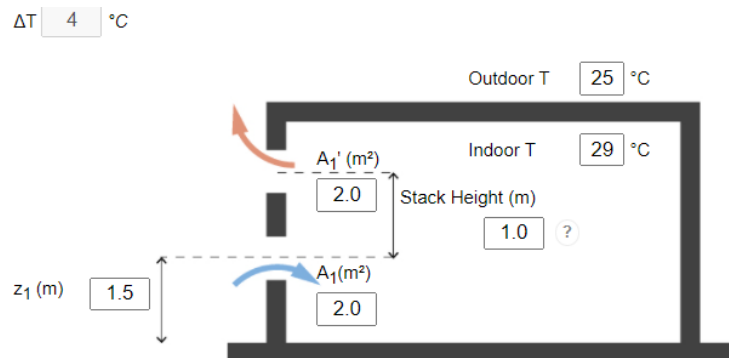 ΔT 4 °C
Outdoor T 25 °C
Indoor T 29 °C
A₁' (m²)
2.0
Stack Height (m)
1.0 ?
A₁(m²)
2.0
z₁ (m) 1.5